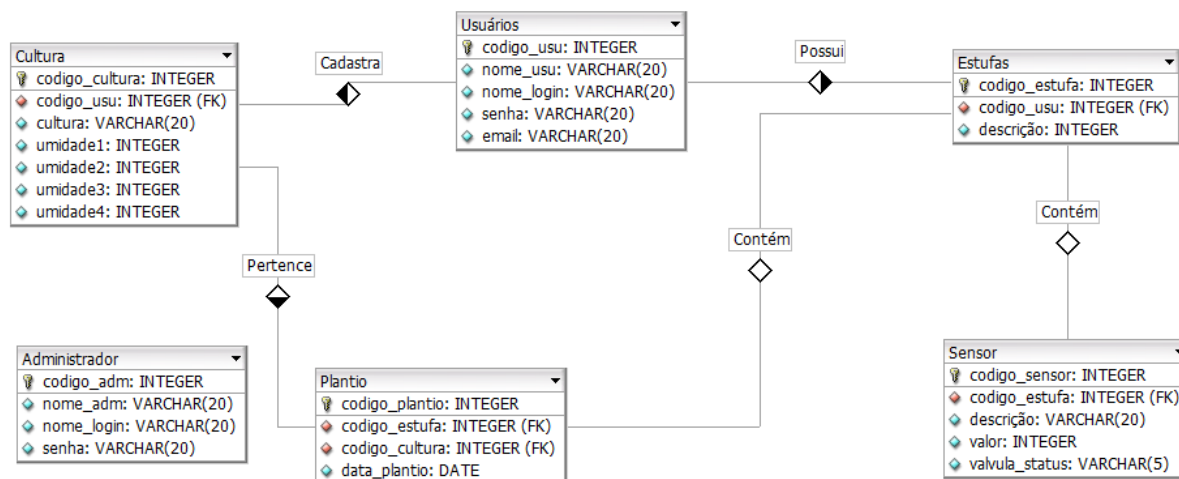 Cultura
codigo_cultura: INTEGER
codigo_usu: INTEGER (FK)
cultura: VARCHAR(20)
umidade1: INTEGER
umidade2: INTEGER
umidade3: INTEGER
umidade4: INTEGER
Cadastra
Usuários
codigo_usu: INTEGER
nome_usu: VARCHAR(20)
nome_login: VARCHAR(20)
senha: VARCHAR(20)
email: VARCHAR(20)
Possui
Estufas
codigo_estufa: INTEGER
codigo_usu: INTEGER (FK)
descrição: INTEGER
Pertence
Contém
Contém
Administrador
codigo_adm: INTEGER
nome_adm: VARCHAR(20)
nome_login: VARCHAR(20)
senha: VARCHAR(20)
Plantio
codigo_plantio: INTEGER
codigo_estufa: INTEGER (FK)
codigo_cultura: INTEGER (FK)
data_plantio: DATE
Sensor
codigo_sensor: INTEGER
codigo_estufa: INTEGER (FK)
descrição: VARCHAR(20)
valor: INTEGER
valvula_status: VARCHAR(5)